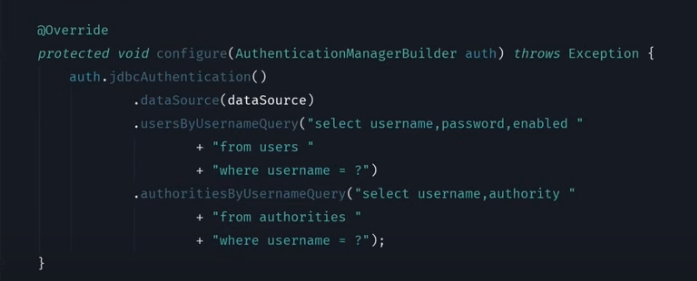 @Override
protected void configure(AuthenticationManagerBuilder auth) throws Exception {
auth.jdbcAuthentication()
.dataSource(dataSource)
.usersByUsernameQuery("select username,password,enabled "
+ "from users "
+ "where username = ?")
.authoritiesByUsernameQuery("select username,authority "
+ "from authorities "
+ "where username = ?");
}